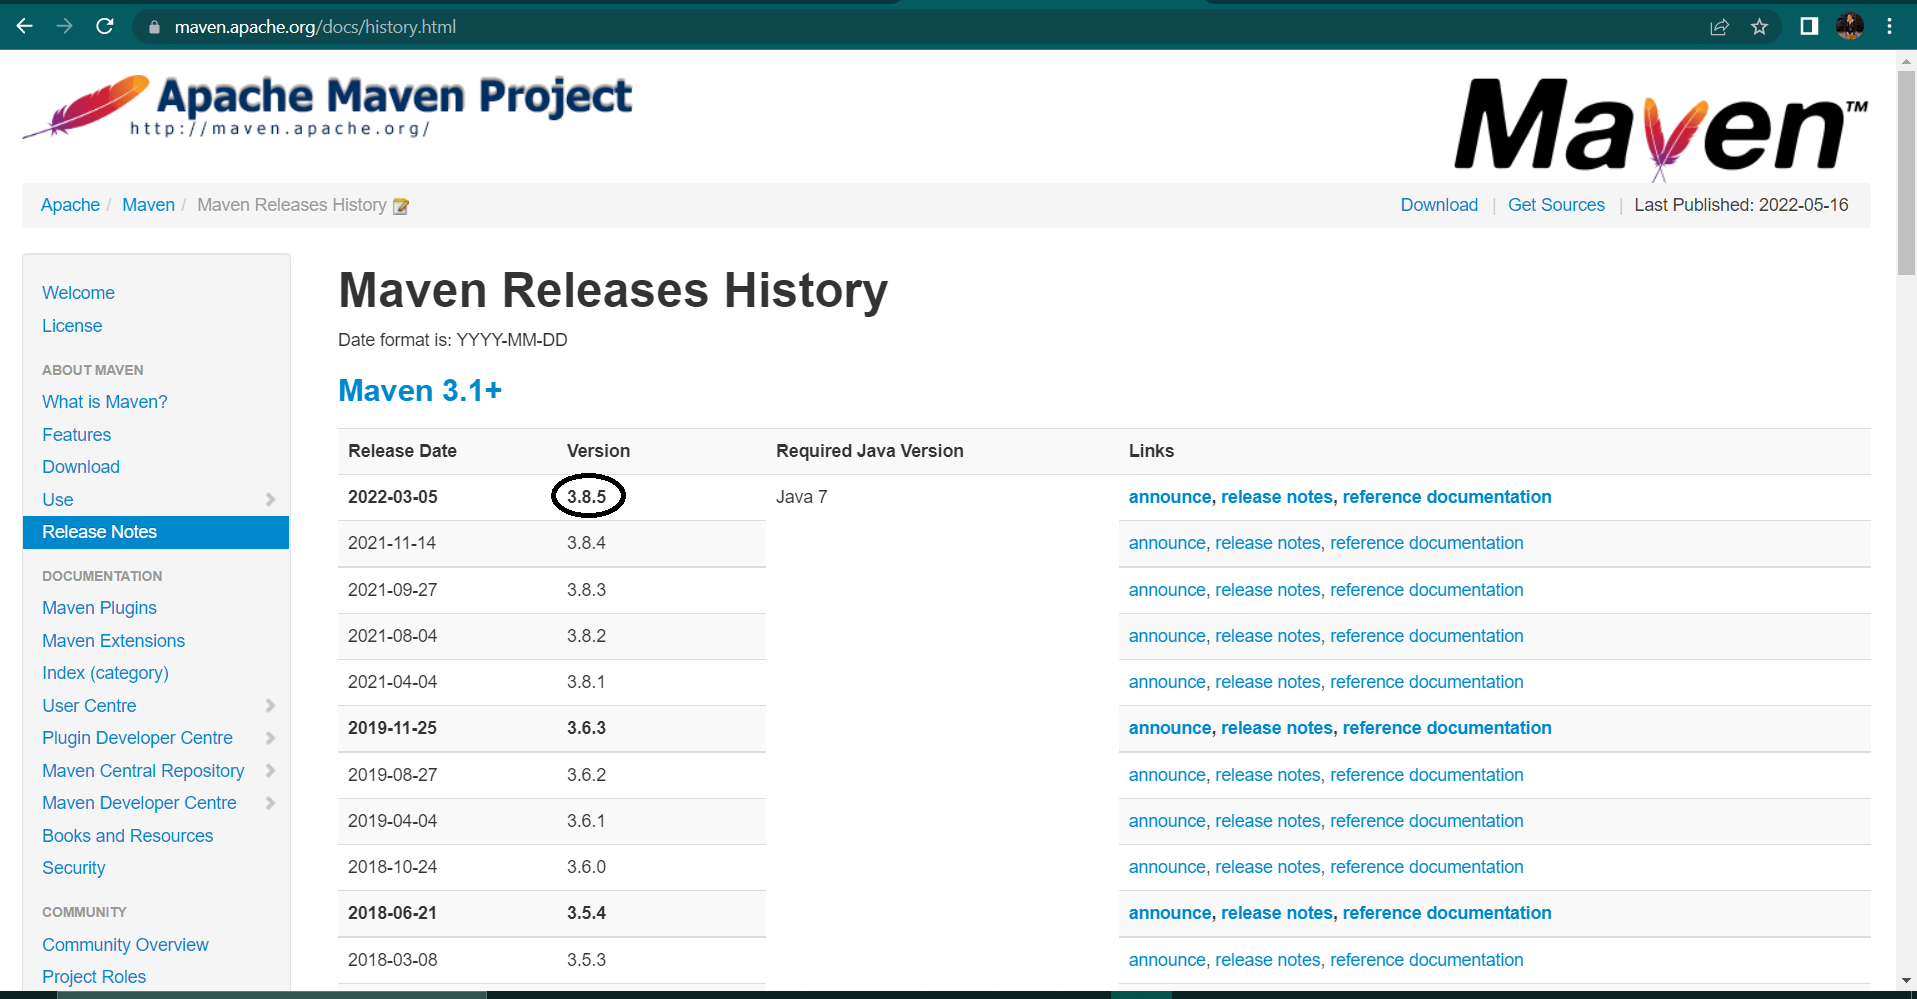 maven.apache.org/docs/history.html
Apache Maven Project
http://maven.apache.org/
Maven™
Apache / Maven / Maven Releases History
Download | Get Sources | Last Published: 2022-05-16
Welcome
License
ABOUT MAVEN
What is Maven?
Features
Download
Use
Release Notes
DOCUMENTATION
Maven Plugins
Maven Extensions
Index (category)
User Centre
Plugin Developer Centre
Maven Central Repository
Maven Developer Centre
Books and Resources
Security
COMMUNITY
Community Overview
Project Roles
Maven Releases History
Date format is: YYYY-MM-DD
Maven 3.1+
Release Date Version Required Java Version Links
2022-03-05 3.8.5 Java 7 announce, release notes, reference documentation
2021-11-14 3.8.4 announce, release notes, reference documentation
2021-09-27 3.8.3 announce, release notes, reference documentation
2021-08-04 3.8.2 announce, release notes, reference documentation
2021-04-04 3.8.1 announce, release notes, reference documentation
2019-11-25 3.6.3 announce, release notes, reference documentation
2019-08-27 3.6.2 announce, release notes, reference documentation
2019-04-04 3.6.1 announce, release notes, reference documentation
2018-10-24 3.6.0 announce, release notes, reference documentation
2018-06-21 3.5.4 announce, release notes, reference documentation
2018-03-08 3.5.3 announce, release notes, reference documentation